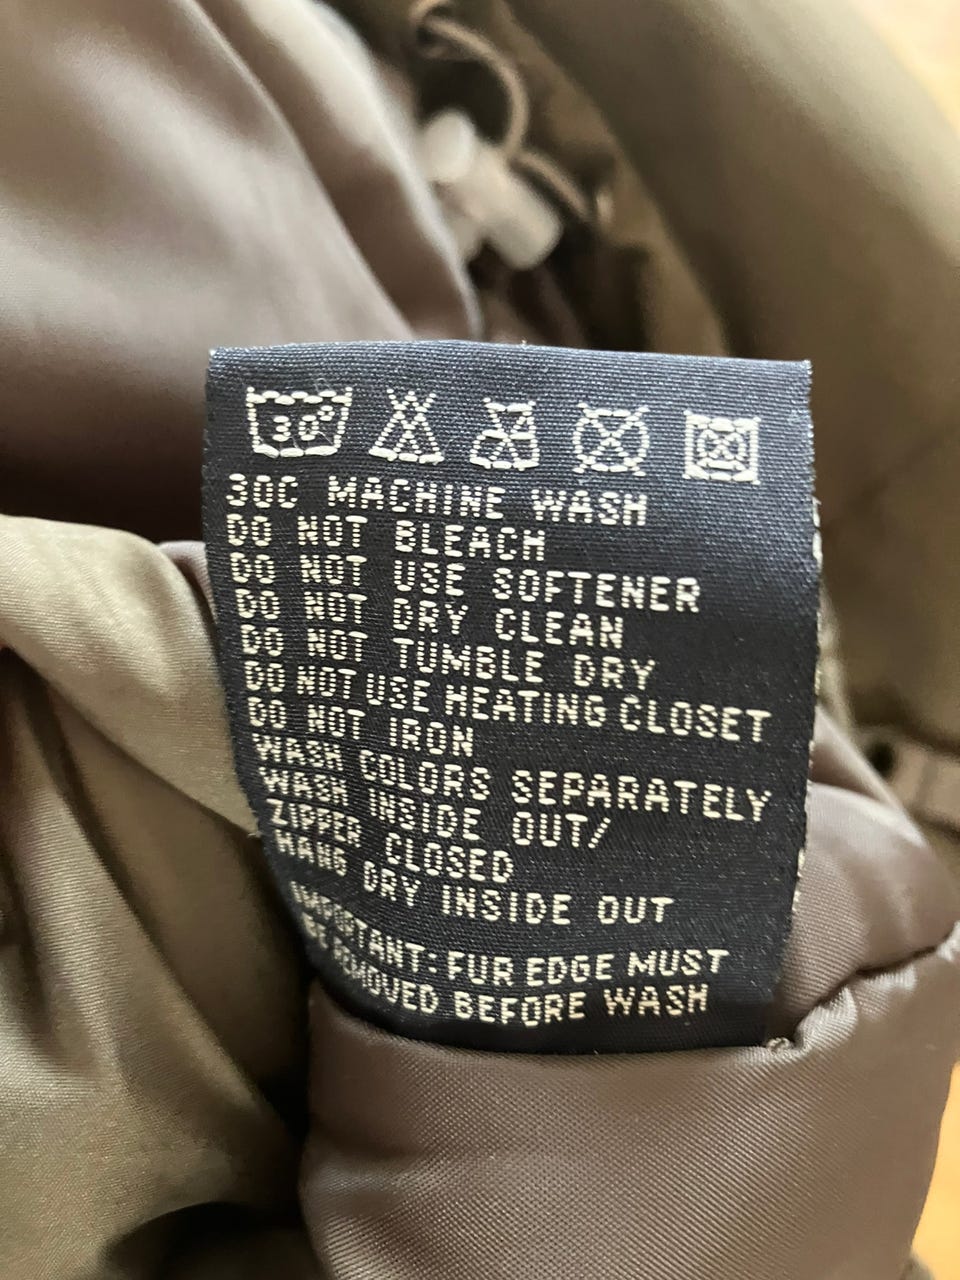 30°
30C MACHINE WASH
DO NOT BLEACH
DO NOT USE SOFTENER
DO NOT DRY CLEAN
DO NOT TUMBLE DRY
DO NOT USE HEATING CLOSET
DO NOT IRON
WASH COLORS SEPARATELY
WASH INSIDE OUT/
ZIPPER CLOSED
HANG DRY INSIDE OUT
IMPORTANT: FUR EDGE MUST
BE REMOVED BEFORE WASH